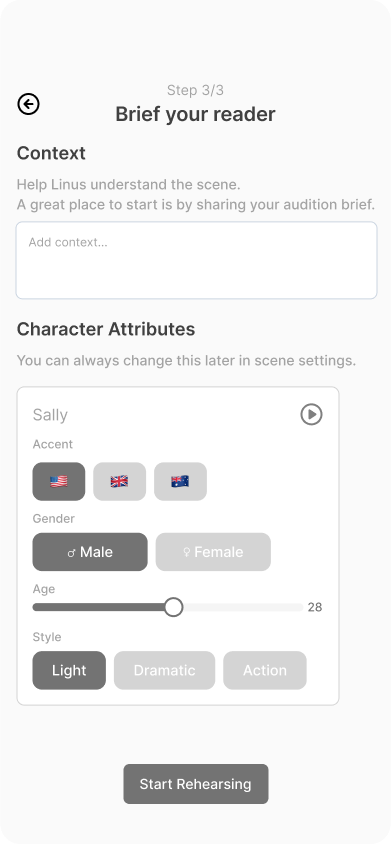 Step 3/3
Brief your reader
Context
Help Linus understand the scene.
A great place to start is by sharing your audition brief.
Add context...
Character Attributes
You can always change this later in scene settings.
Sally
Accent
Gender
♂ Male ♀ Female
Age
28
Style
Light Dramatic Action
Start Rehearsing